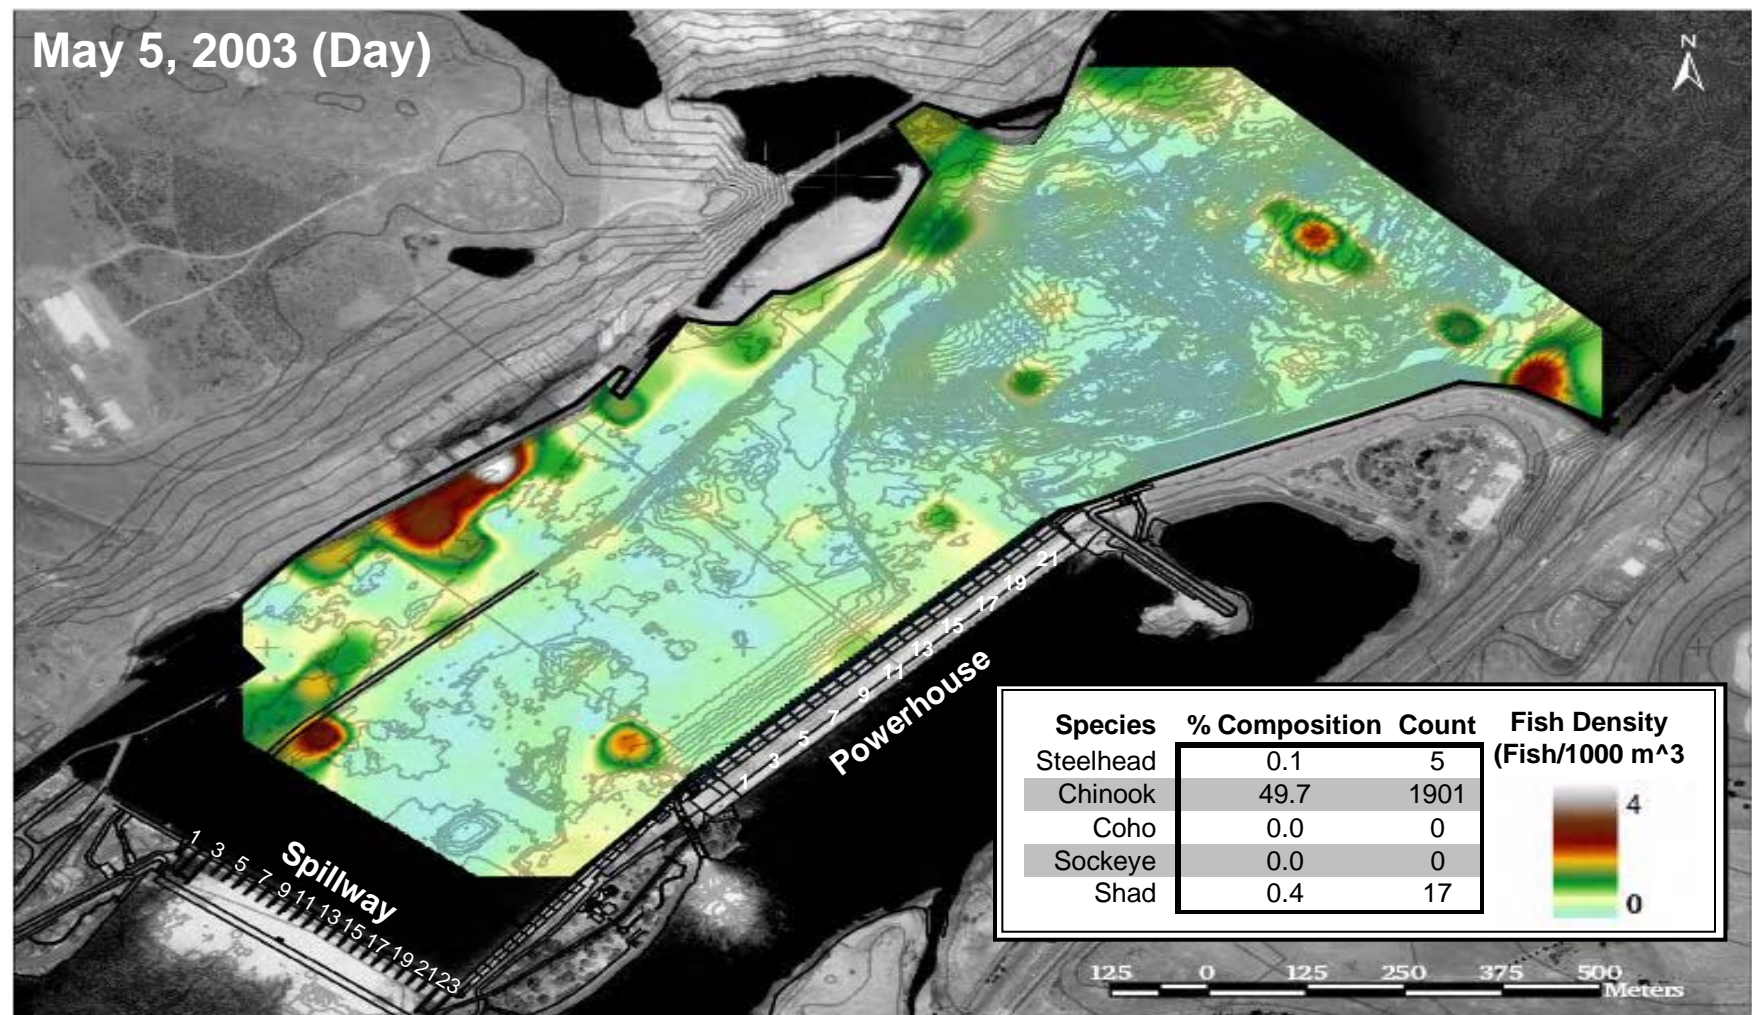 May 5, 2003 (Day)
N
21
19
17
15
13
11
9
7
5
3
1
Powerhouse
Spillway
1 3 5 7 9 11 13 15 17 19 21 23
Species % Composition Count Fish Density
(Fish/1000 m^3
Steelhead 0.1 5
Chinook 49.7 1901
Coho 0.0 0
Sockeye 0.0 0
Shad 0.4 17
4
0
125 0 125 250 375 500
Meters